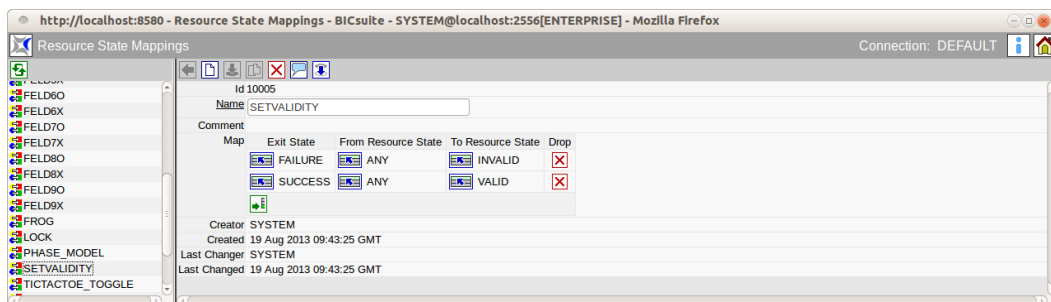 http://localhost:8580 - Resource State Mappings - BICsuite - SYSTEM@localhost:2556[ENTERPRISE] - Mozilla Firefox
Resource State Mappings
Connection: DEFAULT
FELD6O
FELD6X
FELD7O
FELD7X
FELD8O
FELD8X
FELD9O
FELD9X
FROG
LOCK
PHASE_MODEL
SETVALIDITY
TICTACTOE_TOGGLE
Id 10005
Name SETVALIDITY
Comment
Map Exit State From Resource State To Resource State Drop
FAILURE ANY INVALID
SUCCESS ANY VALID
Creator SYSTEM
Created 19 Aug 2013 09:43:25 GMT
Last Changer SYSTEM
Last Changed 19 Aug 2013 09:43:25 GMT